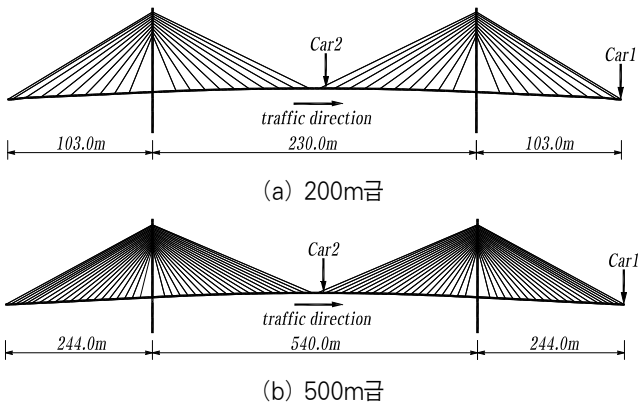 Car2
Car1
traffic direction
103.0m 230.0m 103.0m
(a) 200m급
Car2
Car1
traffic direction
244.0m 540.0m 244.0m
(b) 500m급